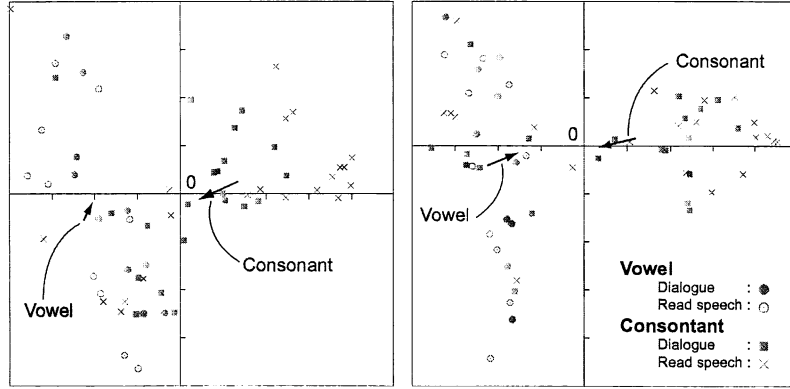 0
Consonant
Vowel
0
Consonant
Vowel
Vowel
Dialogue :
Read speech :
Consontant
Dialogue :
Read speech :